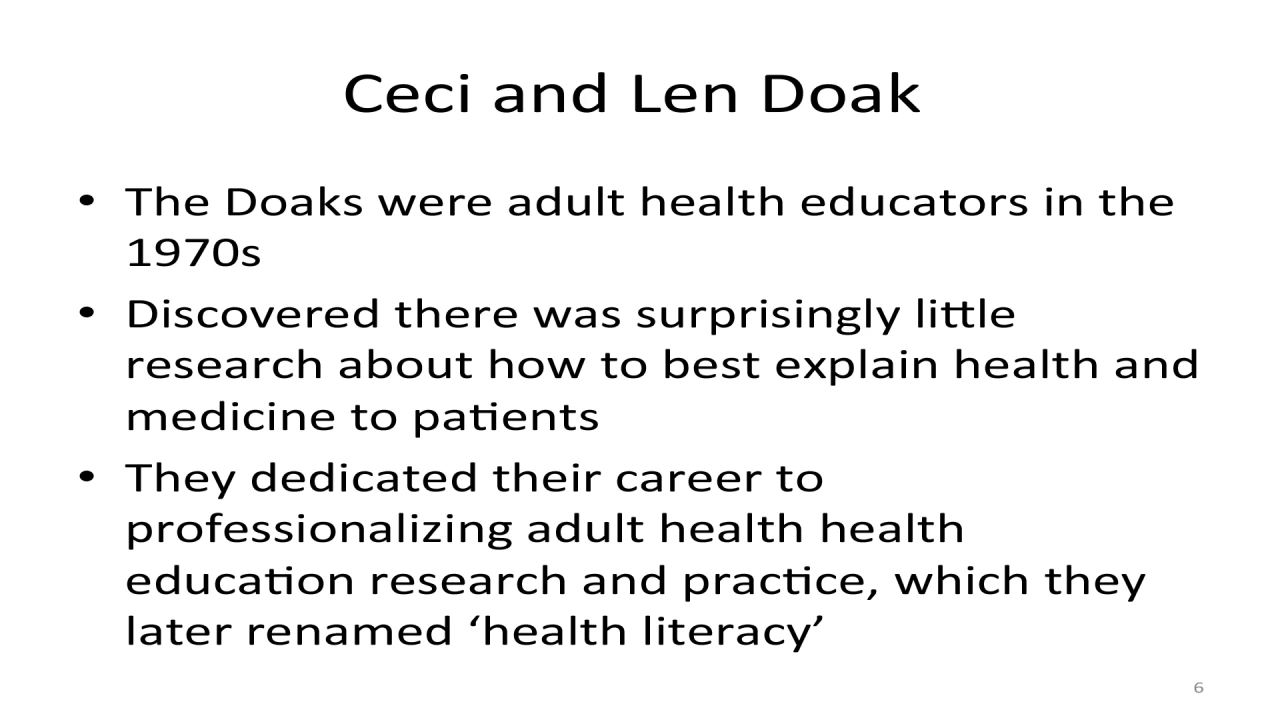 Ceci and Len Doak
• The Doaks were adult health educators in the
1970s
• Discovered there was surprisingly little
research about how to best explain health and
medicine to patients
• They dedicated their career to
professionalizing adult health health
education research and practice, which they
later renamed ‘health literacy’
6